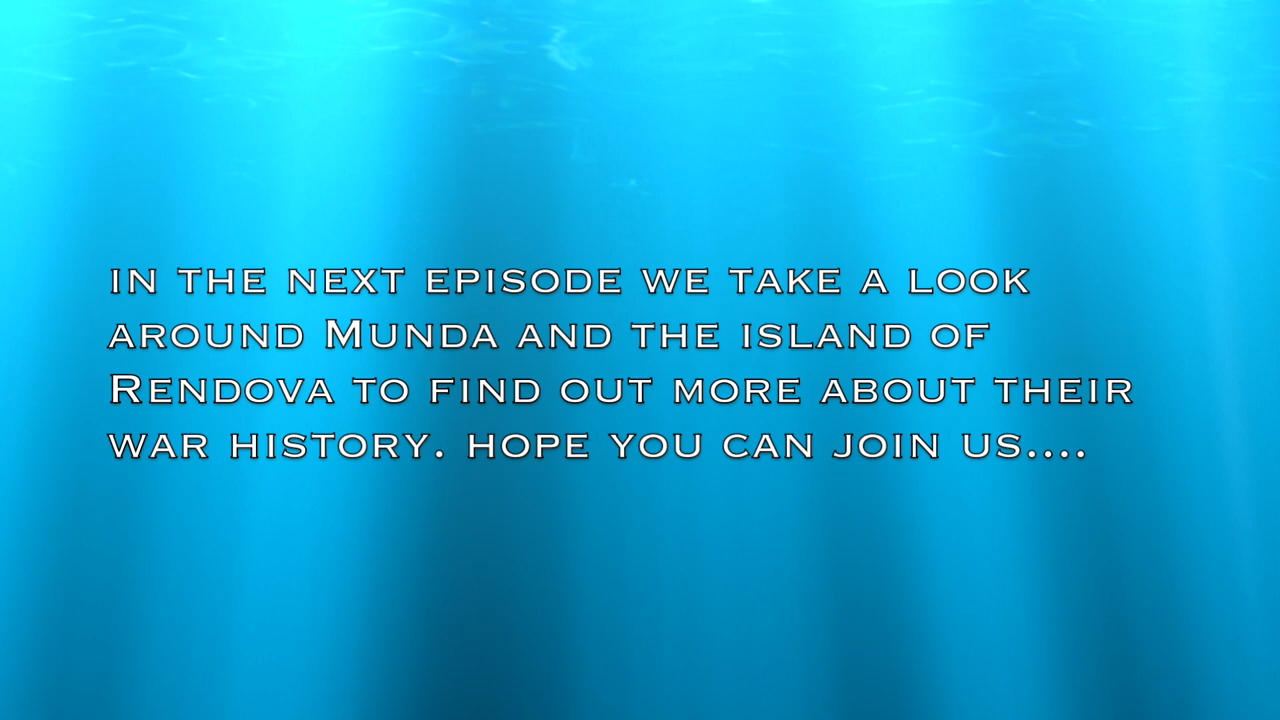 IN THE NEXT EPISODE WE TAKE A LOOK
AROUND MUNDA AND THE ISLAND OF
RENDOVA TO FIND OUT MORE ABOUT THEIR
WAR HISTORY. HOPE YOU CAN JOIN US....